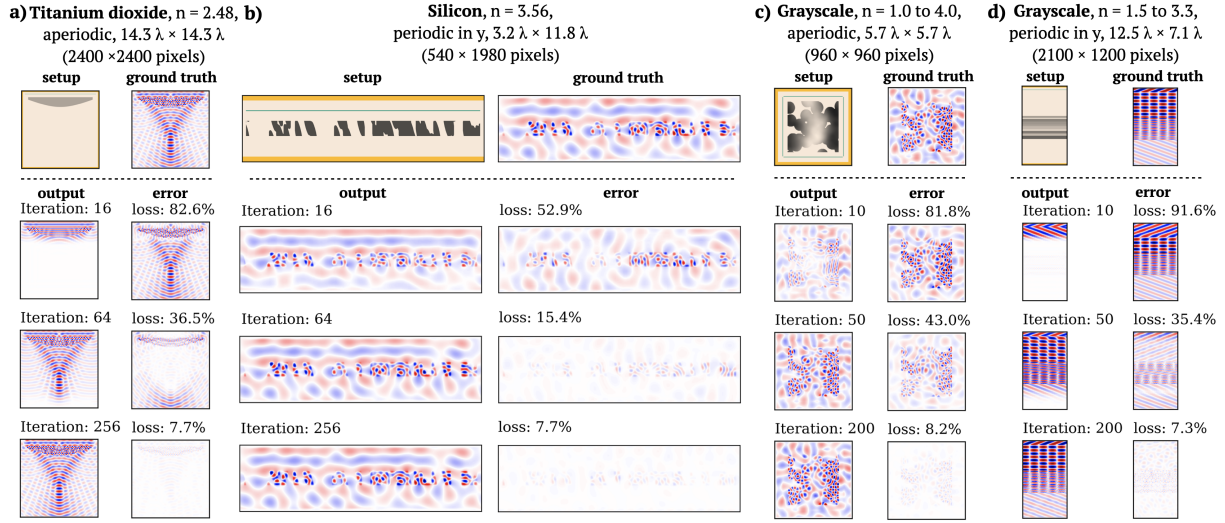 a) Titanium dioxide, n = 2.48,
aperiodic, 14.3 λ × 14.3 λ
(2400 ×2400 pixels)
setup ground truth
output error
Iteration: 16 loss: 82.6%
Iteration: 64 loss: 36.5%
Iteration: 256 loss: 7.7%
b) Silicon, n = 3.56,
periodic in y, 3.2 λ × 11.8 λ
(540 × 1980 pixels)
setup ground truth
output error
Iteration: 16 loss: 52.9%
Iteration: 64 loss: 15.4%
Iteration: 256 loss: 7.7%
c) Grayscale, n = 1.0 to 4.0,
aperiodic, 5.7 λ × 5.7 λ
(960 × 960 pixels)
setup ground truth
output error
Iteration: 10 loss: 81.8%
Iteration: 50 loss: 43.0%
Iteration: 200 loss: 8.2%
d) Grayscale, n = 1.5 to 3.3,
periodic in y, 12.5 λ × 7.1 λ
(2100 × 1200 pixels)
setup ground truth
output error
Iteration: 10 loss: 91.6%
Iteration: 50 loss: 35.4%
Iteration: 200 loss: 7.3%